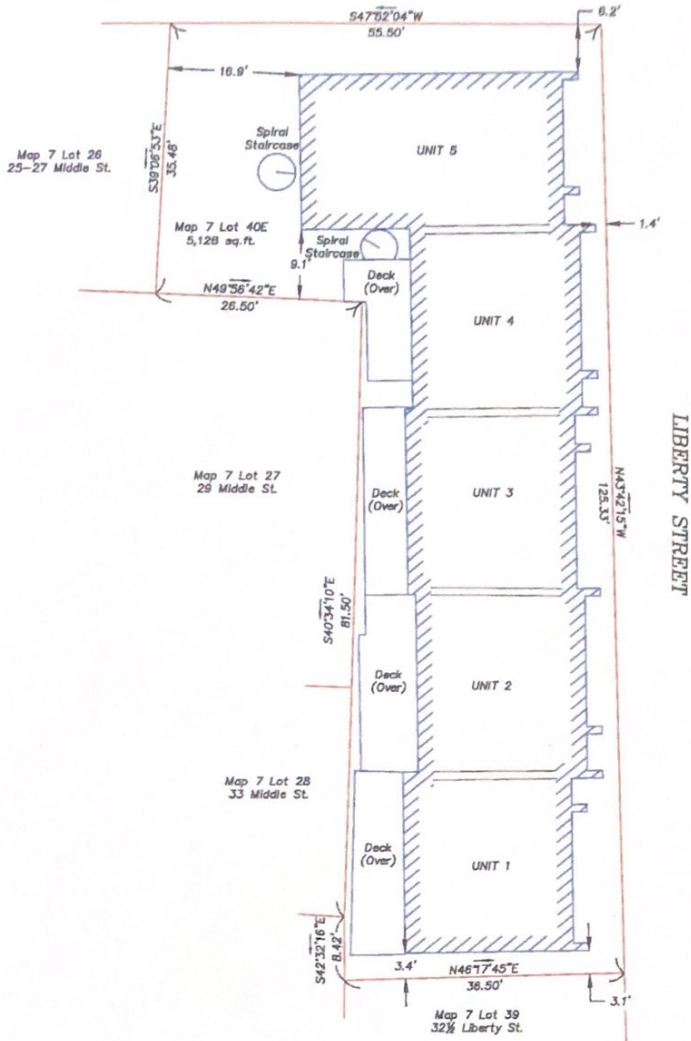 S47°52'04"W
55.50'
6.2'
16.9'
Map 7 Lot 26
25-27 Middle St.
S39°06'53"E
35.48'
Spiral
Staircase
UNIT 5
Map 7 Lot 40E
5,128 sq.ft.
1.4'
Spiral
Staircase
9.1'
N49°56'42"E
26.50'
Deck
(Over)
UNIT 4
LIBERTY STREET
Map 7 Lot 27
29 Middle St.
Deck
(Over)
UNIT 3
N43°42'15"W
125.33'
S40°34'10"E
81.50'
Deck
(Over)
UNIT 2
Map 7 Lot 28
33 Middle St.
Deck
(Over)
UNIT 1
S42°32'16"E
8.42'
3.4'
N46°17'45"E
36.50'
3.1'
Map 7 Lot 39
32½ Liberty St.